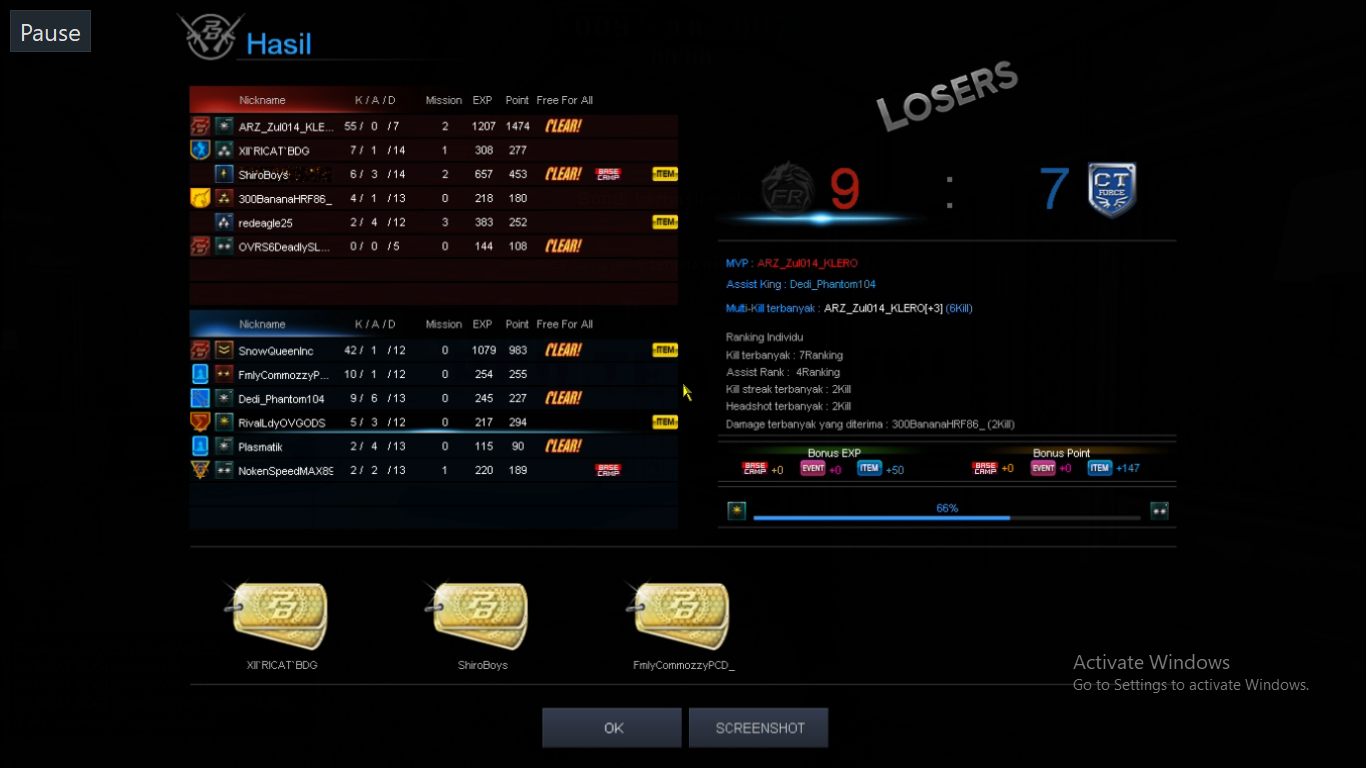 Pause
Hasil
LOSERS
Nickname K / A / D Mission EXP Point Free For All
ARZ_Zul014_KLE... 55 / 0 / 7 2 1207 1474 CLEAR!
XII`RICAT`BDG 7 / 1 / 14 1 308 277
ShiroBoys 6 / 3 / 14 2 657 453 CLEAR! BASE CAMP ITEM
300BananaHRF86_ 4 / 1 / 13 0 218 180
redeagle25 2 / 4 / 12 3 383 252 ITEM
OVRS6DeadlySL... 0 / 0 / 5 0 144 108 CLEAR!
Nickname K / A / D Mission EXP Point Free For All
SnowQueenInc 42 / 1 / 12 0 1079 983 CLEAR! ITEM
FmlyCommozzyP... 10 / 1 / 12 0 254 255
Dedi_Phantom104 9 / 6 / 13 0 245 227 CLEAR!
RivalLdyOVGODS 5 / 3 / 12 0 217 294 ITEM
Plasmatik 2 / 4 / 13 0 115 90 CLEAR!
NokenSpeedMAX89 2 / 2 / 13 1 220 189 BASE CAMP
FR 9 : 7 CT FORCE
MVP : ARZ_Zul014_KLERO
Assist King : Dedi_Phantom104
Multi-Kill terbanyak : ARZ_Zul014_KLERO[+3] (6Kill)
Ranking Individu
Kill terbanyak : 7Ranking
Assist Rank : 4Ranking
Kill streak terbanyak : 2Kill
Headshot terbanyak : 2Kill
Damage terbanyak yang diterima : 300BananaHRF86_ (2Kill)
Bonus EXP Bonus Point
BASE CAMP +0 EVENT +0 ITEM +50 BASE CAMP +0 EVENT +0 ITEM +147
66%
XII`RICAT`BDG ShiroBoys FmlyCommozzyPCD_
Activate Windows
Go to Settings to activate Windows.
OK SCREENSHOT